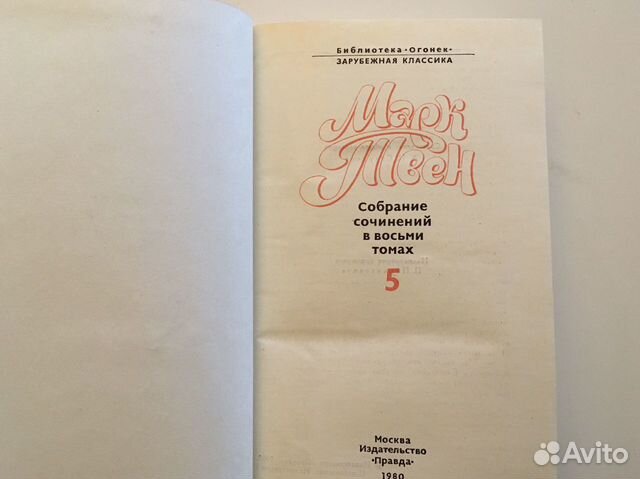 Библиотека «Огонек»
ЗАРУБЕЖНАЯ КЛАССИКА
Марк
Твен
Собрание
сочинений
в восьми
томах
5
Москва
Издательство
«Правда»
1980
Avito